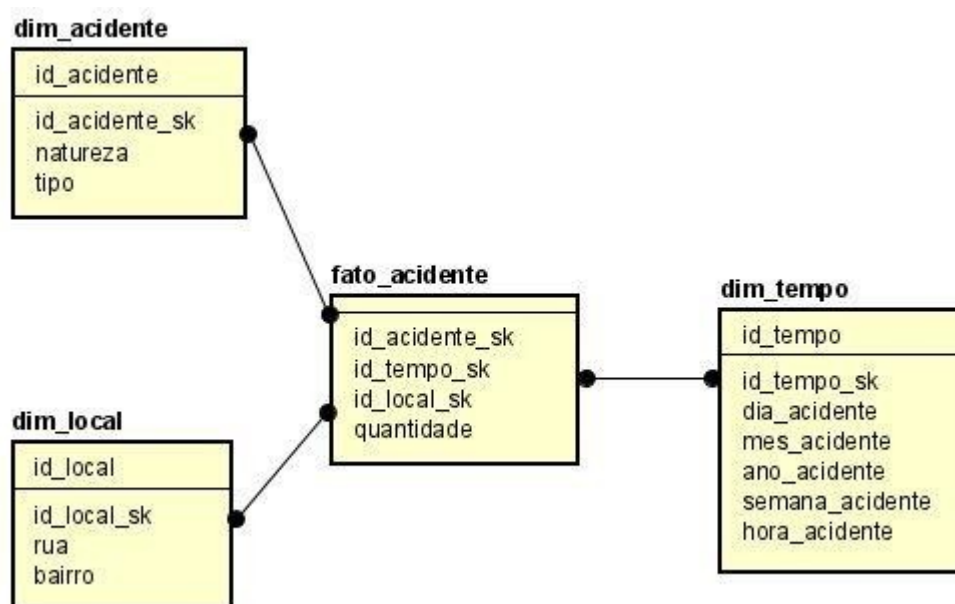 dim_acidente
id_acidente
id_acidente_sk
natureza
tipo
fato_acidente
id_acidente_sk
id_tempo_sk
id_local_sk
quantidade
dim_tempo
id_tempo
id_tempo_sk
dia_acidente
mes_acidente
ano_acidente
semana_acidente
hora_acidente
dim_local
id_local
id_local_sk
rua
bairro